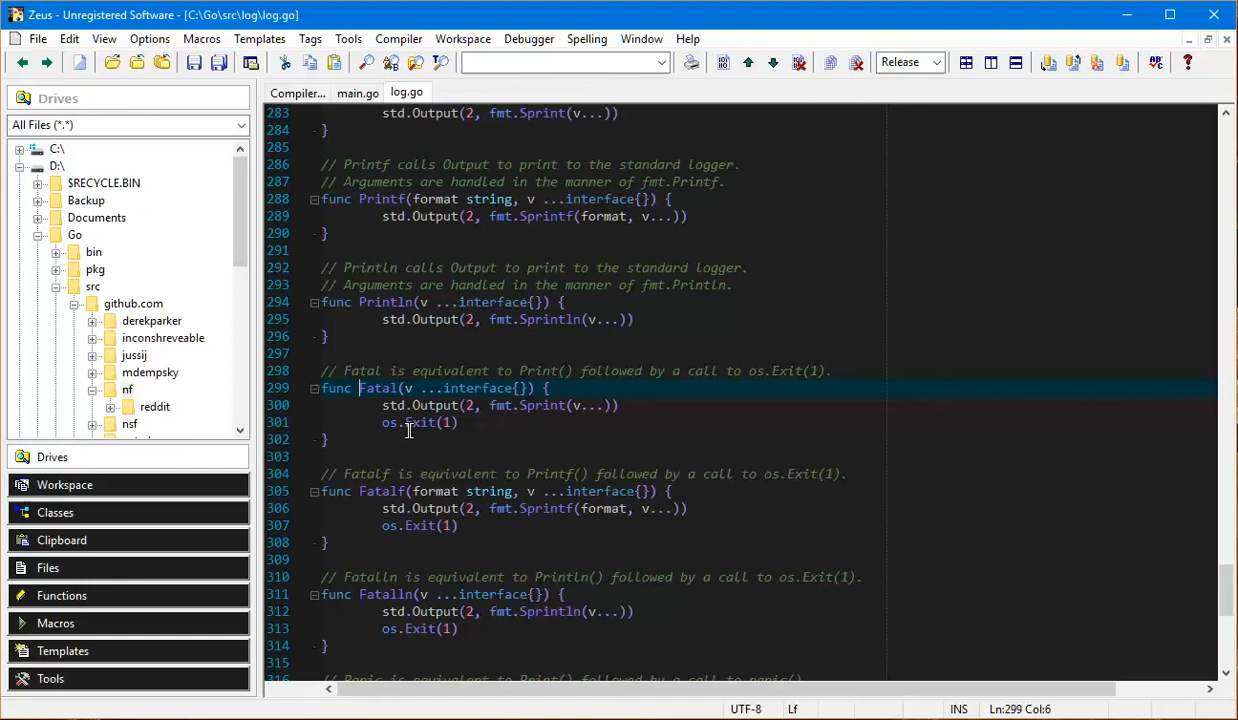 Zeus - Unregistered Software - [C:\Go\src\log\log.go]
File Edit View Options Macros Templates Tags Tools Compiler Workspace Debugger Spelling Window Help
Release
Drives
All Files (*.*)
C:\
D:\
$RECYCLE.BIN
Backup
Documents
Go
bin
pkg
src
github.com
derekparker
inconshreveable
jussij
mdempsky
nf
reddit
nsf
Drives
Workspace
Classes
Clipboard
Files
Functions
Macros
Templates
Tools
Compiler... main.go log.go
283 std.Output(2, fmt.Sprint(v...))
284 }
285
286 // Printf calls Output to print to the standard logger.
287 // Arguments are handled in the manner of fmt.Printf.
288 func Printf(format string, v ...interface{}) {
289 std.Output(2, fmt.Sprintf(format, v...))
290 }
291
292 // Println calls Output to print to the standard logger.
293 // Arguments are handled in the manner of fmt.Println.
294 func Println(v ...interface{}) {
295 std.Output(2, fmt.Sprintln(v...))
296 }
297
298 // Fatal is equivalent to Print() followed by a call to os.Exit(1).
299 func Fatal(v ...interface{}) {
300 std.Output(2, fmt.Sprint(v...))
301 os.Exit(1)
302 }
303
304 // Fatalf is equivalent to Printf() followed by a call to os.Exit(1).
305 func Fatalf(format string, v ...interface{}) {
306 std.Output(2, fmt.Sprintf(format, v...))
307 os.Exit(1)
308 }
309
310 // Fatalln is equivalent to Println() followed by a call to os.Exit(1).
311 func Fatalln(v ...interface{}) {
312 std.Output(2, fmt.Sprintln(v...))
313 os.Exit(1)
314 }
315
316 // Panic is equivalent to Print() followed by a call to panic()
UTF-8 Lf INS Ln:299 Col:6